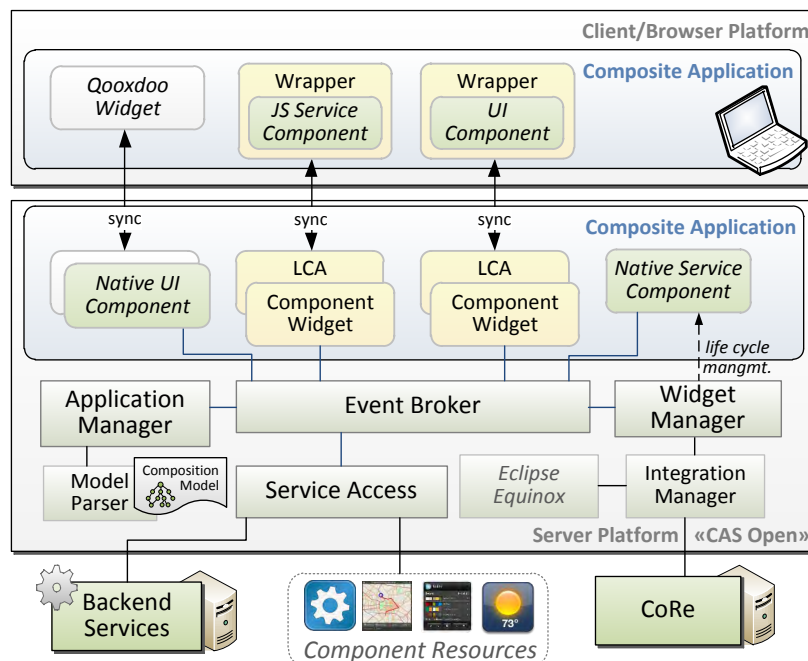 Client/Browser Platform
Composite Application
Qooxdoo
Widget
Wrapper
JS Service
Component
Wrapper
UI
Component
sync
sync
sync
Composite Application
Native UI
Component
LCA
Component
Widget
LCA
Component
Widget
Native Service
Component
life cycle
mangmt.
Application
Manager
Event Broker
Widget
Manager
Model
Parser
Composition
Model
Service Access
Eclipse
Equinox
Integration
Manager
Server Platform «CAS Open»
Backend
Services
73°
Component Resources
CoRe